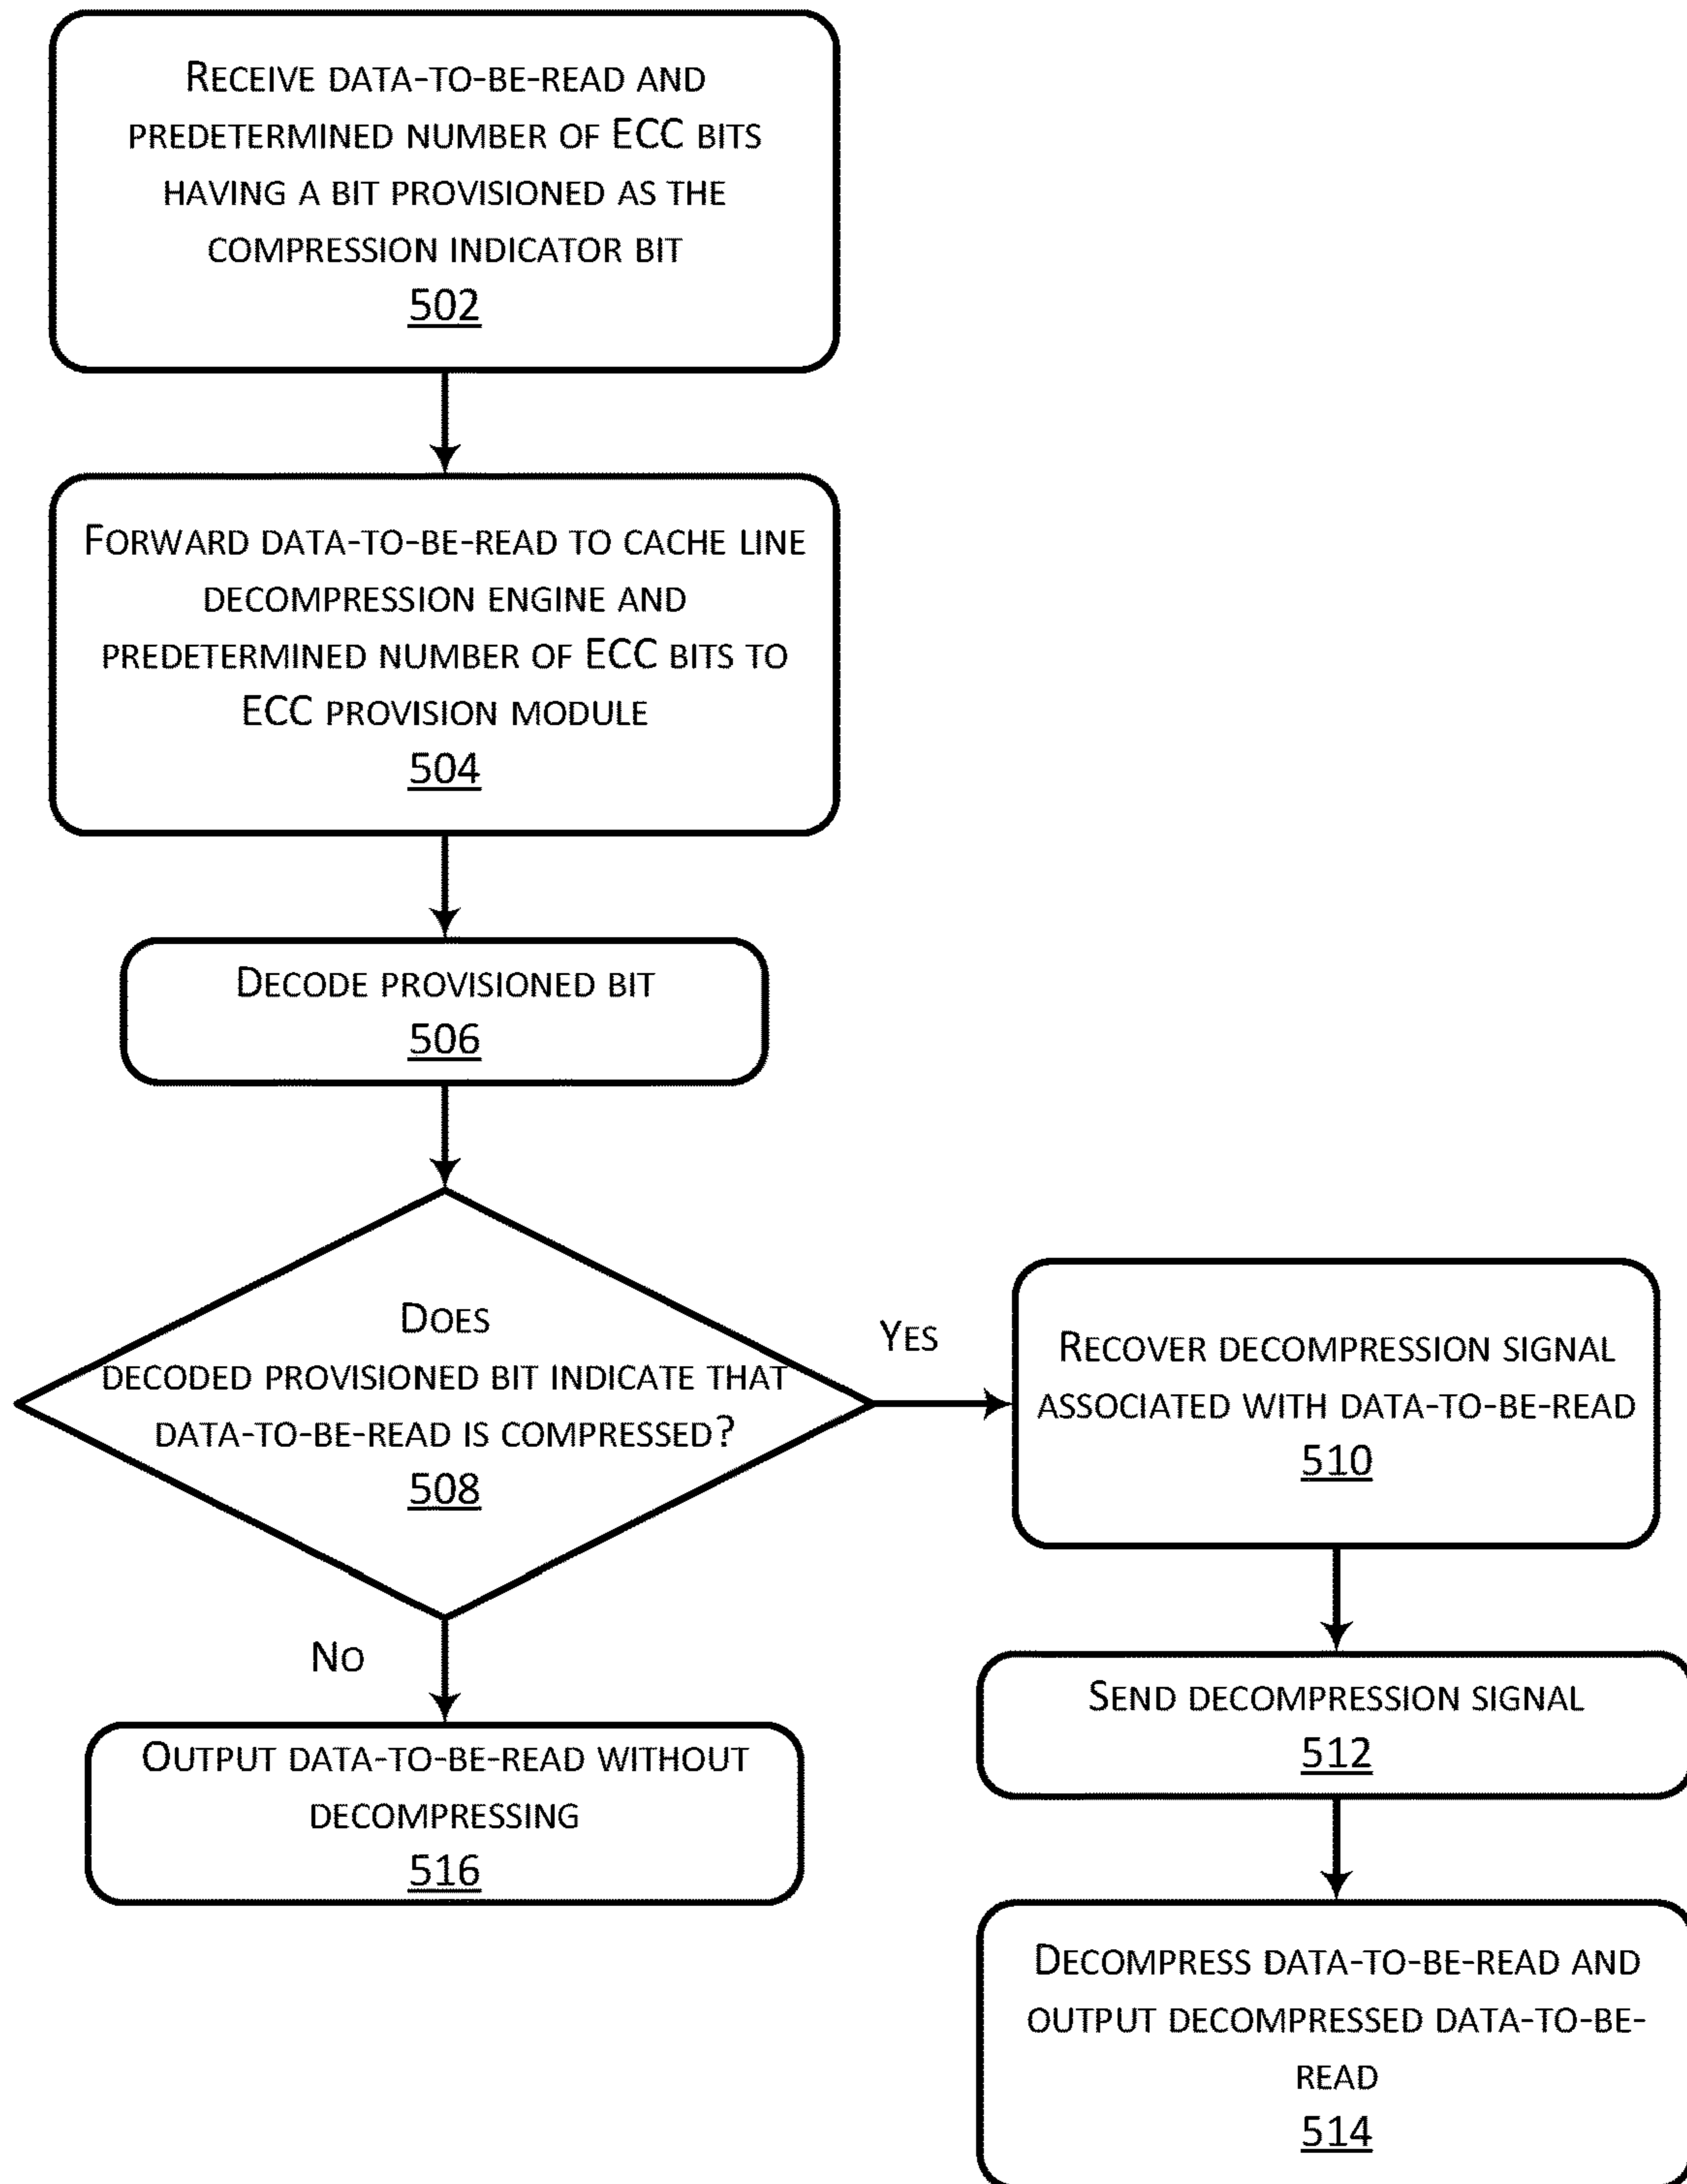 RECEIVE DATA-TO-BE-READ AND
PREDETERMINED NUMBER OF ECC BITS
HAVING A BIT PROVISIONED AS THE
COMPRESSION INDICATOR BIT
502
FORWARD DATA-TO-BE-READ TO CACHE LINE
DECOMPRESSION ENGINE AND
PREDETERMINED NUMBER OF ECC BITS TO
ECC PROVISION MODULE
504
DECODE PROVISIONED BIT
506
DOES
DECODED PROVISIONED BIT INDICATE THAT
DATA-TO-BE-READ IS COMPRESSED?
508
YES
RECOVER DECOMPRESSION SIGNAL
ASSOCIATED WITH DATA-TO-BE-READ
510
NO
SEND DECOMPRESSION SIGNAL
512
OUTPUT DATA-TO-BE-READ WITHOUT
DECOMPRESSING
516
DECOMPRESS DATA-TO-BE-READ AND
OUTPUT DECOMPRESSED DATA-TO-BE-
READ
514